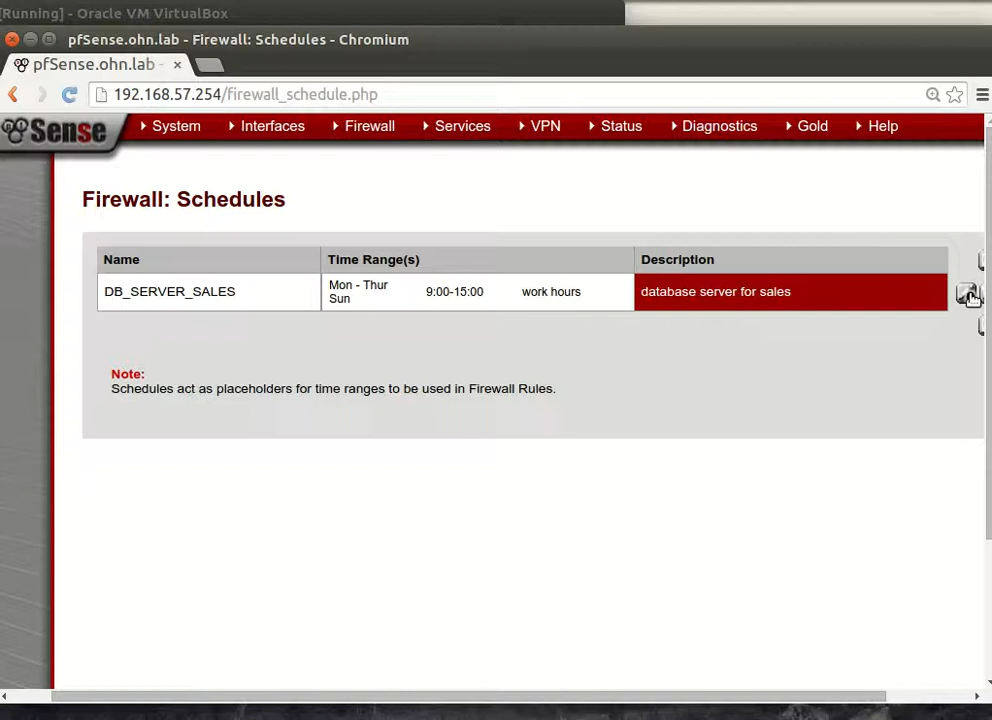 [Running] - Oracle VM VirtualBox
pfSense.ohn.lab - Firewall: Schedules - Chromium
pfSense.ohn.lab -
192.168.57.254/firewall_schedule.php
Sense System Interfaces Firewall Services VPN Status Diagnostics Gold Help
Firewall: Schedules
Name Time Range(s) Description
DB_SERVER_SALES Mon - Thur 9:00-15:00 work hours database server for sales
Sun
Note:
Schedules act as placeholders for time ranges to be used in Firewall Rules.